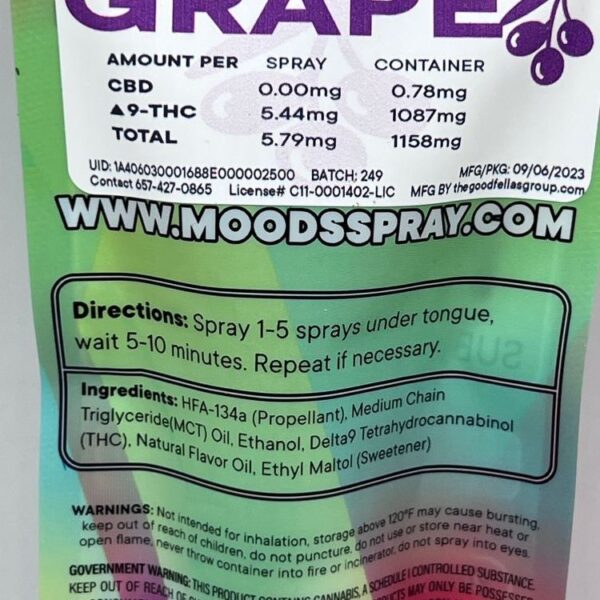 GRAPE
AMOUNT PER SPRAY CONTAINER
CBD 0.00mg 0.78mg
▲9-THC 5.44mg 1087mg
TOTAL 5.79mg 1158mg
UID: 1A406030001688E000002500 BATCH: 249 MFG/PKG: 09/06/2023
Contact 657-427-0865 License# C11-0001402-LIC MFG BY thegoodfellasgroup.com
WWW.MOODSSPRAY.COM
Directions: Spray 1-5 sprays under tongue,
wait 5-10 minutes. Repeat if necessary.
Ingredients: HFA-134a (Propellant), Medium Chain
Triglyceride(MCT) Oil, Ethanol, Delta9 Tetrahydrocannabinol
(THC), Natural Flavor Oil, Ethyl Maltol (Sweetener)
WARNINGS: Not intended for inhalation, storage above 120°F may cause bursting,
keep out of reach of children, do not puncture, do not use or store near heat or
open flame, never throw container into fire or incinerator, do not spray into eyes.
GOVERNMENT WARNING: THIS PRODUCT CONTAINS CANNABIS, A SCHEDULE I CONTROLLED SUBSTANCE.
KEEP OUT OF REACH OF MAY ONLY BE POSSESSED